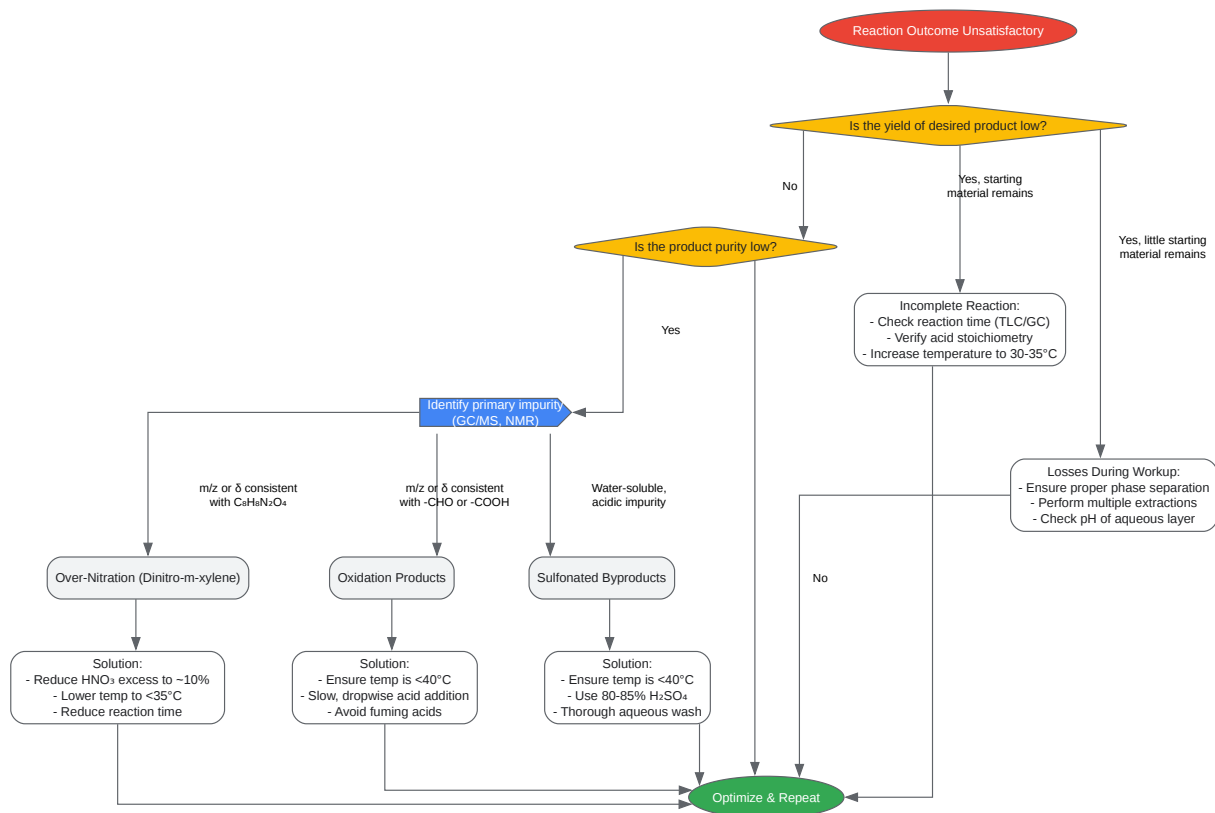 Reaction Outcome Unsatisfactory
Is the yield of desired product low?
No
Yes, starting
material remains
Yes, little starting
material remains
Is the product purity low?
Incomplete Reaction:
- Check reaction time (TLC/GC)
- Verify acid stoichiometry
- Increase temperature to 30-35°C
Yes
Identify primary impurity
(GC/MS, NMR)
Losses During Workup:
- Ensure proper phase separation
- Perform multiple extractions
- Check pH of aqueous layer
m/z or δ consistent
with C₈H₈N₂O₄
m/z or δ consistent
with -CHO or -COOH
Water-soluble,
acidic impurity
No
Over-Nitration (Dinitro-m-xylene)
Oxidation Products
Sulfonated Byproducts
Solution:
- Reduce HNO₃ excess to ~10%
- Lower temp to <35°C
- Reduce reaction time
Solution:
- Ensure temp is <40°C
- Slow, dropwise acid addition
- Avoid fuming acids
Solution:
- Ensure temp is <40°C
- Use 80-85% H₂SO₄
- Thorough aqueous wash
Optimize & Repeat